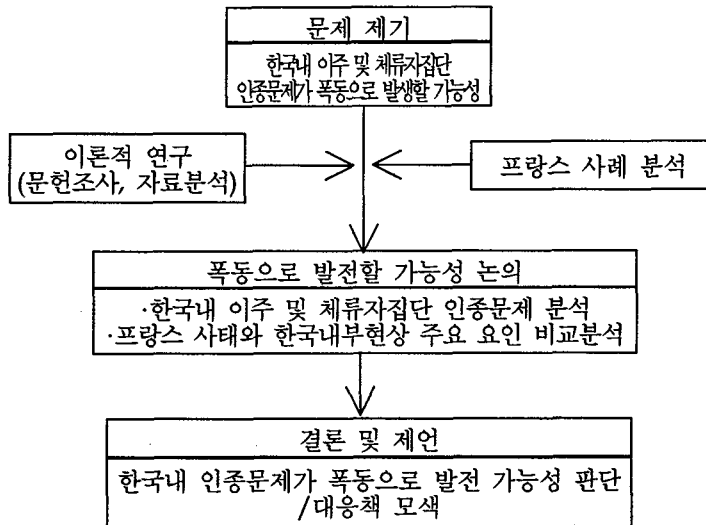 문제 제기
한국내 이주 및 체류자집단
인종문제가 폭동으로 발생할 가능성
이론적 연구
(문헌조사, 자료분석)
프랑스 사례 분석
폭동으로 발전할 가능성 논의
·한국내 이주 및 체류자집단 인종문제 분석
·프랑스 사태와 한국내부현상 주요 요인 비교분석
결론 및 제언
한국내 인종문제가 폭동으로 발전 가능성 판단
/대응책 모색